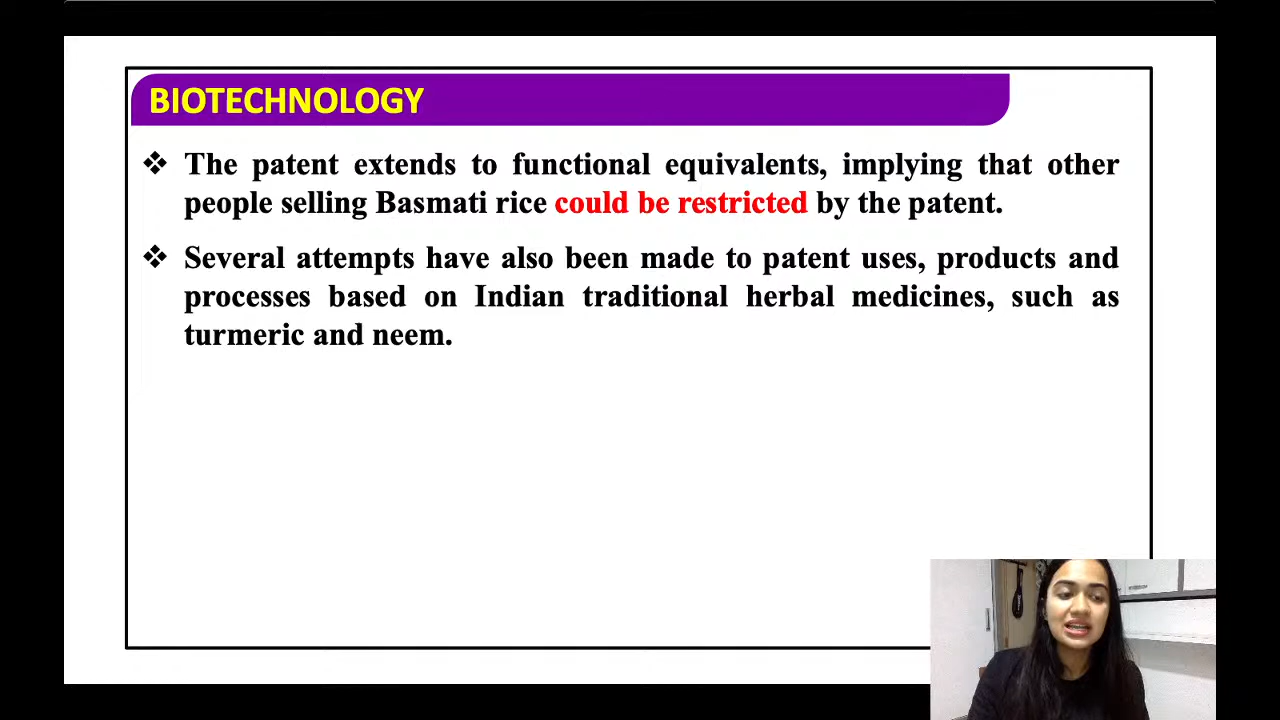 BIOTECHNOLOGY
❖ The patent extends to functional equivalents, implying that other
people selling Basmati rice could be restricted by the patent.
❖ Several attempts have also been made to patent uses, products and
processes based on Indian traditional herbal medicines, such as
turmeric and neem.